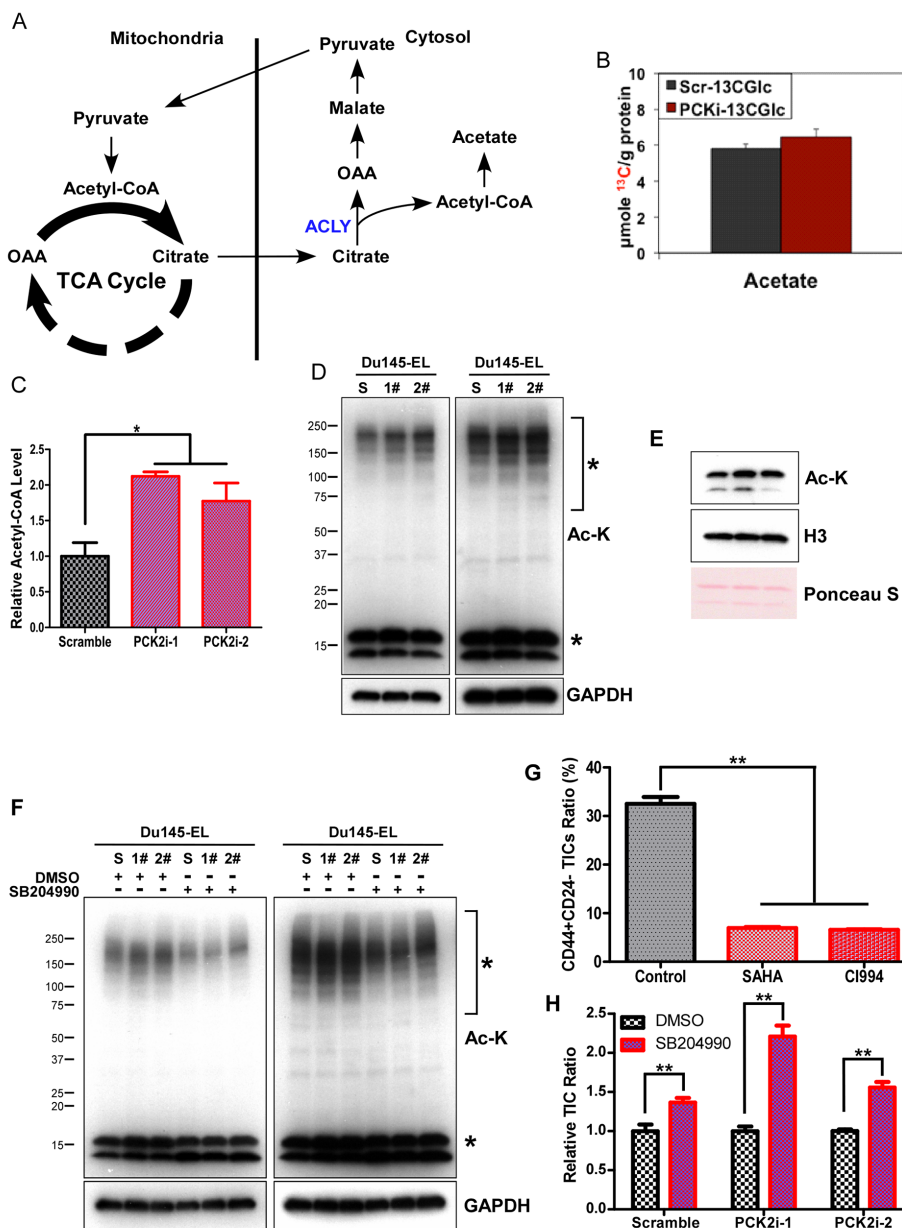 A
Mitochondria
Pyruvate
Cytosol
Pyruvate
Malate
Acetate
Acetyl-CoA
OAA
ACLY
Acetyl-CoA
OAA
Citrate
Citrate
TCA Cycle
B
Scr-13CGlc
PCKi-13CGlc
µmole 13C/g protein
10
8
6
4
2
0
Acetate
C
*
Relative Acetyl-CoA Level
2.5
2.0
1.5
1.0
0.5
0.0
Scramble PCK2i-1 PCK2i-2
D
Du145-EL Du145-EL
S 1# 2# S 1# 2#
250
150
100
75
50
37
25
20
15
*
Ac-K
*
GAPDH
E
Ac-K
H3
Ponceau S
F
Du145-EL Du145-EL
S 1# 2# S 1# 2# S 1# 2# S 1# 2#
DMSO + + + - - - + + + - - -
SB204990 - - - + + + - - - + + +
250
150
100
75
50
37
25
20
15
*
Ac-K
*
GAPDH
G
**
CD44+CD24- TICs Ratio (%)
40
30
20
10
0
Control SAHA CI994
H
DMSO
SB204990
** ** **
Relative TIC Ratio
2.5
2.0
1.5
1.0
0.5
0.0
Scramble PCK2i-1 PCK2i-2